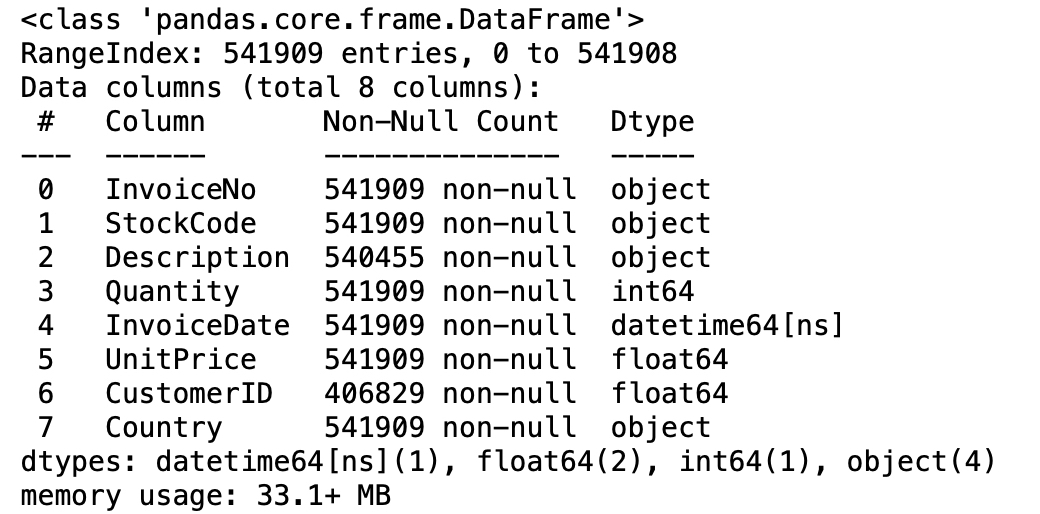 <class 'pandas.core.frame.DataFrame'>
RangeIndex: 541909 entries, 0 to 541908
Data columns (total 8 columns):
 #   Column       Non-Null Count   Dtype
---  ------       --------------   -----
 0   InvoiceNo    541909 non-null  object
 1   StockCode    541909 non-null  object
 2   Description  540455 non-null  object
 3   Quantity     541909 non-null  int64
 4   InvoiceDate  541909 non-null  datetime64[ns]
 5   UnitPrice    541909 non-null  float64
 6   CustomerID   406829 non-null  float64
 7   Country      541909 non-null  object
dtypes: datetime64[ns](1), float64(2), int64(1), object(4)
memory usage: 33.1+ MB